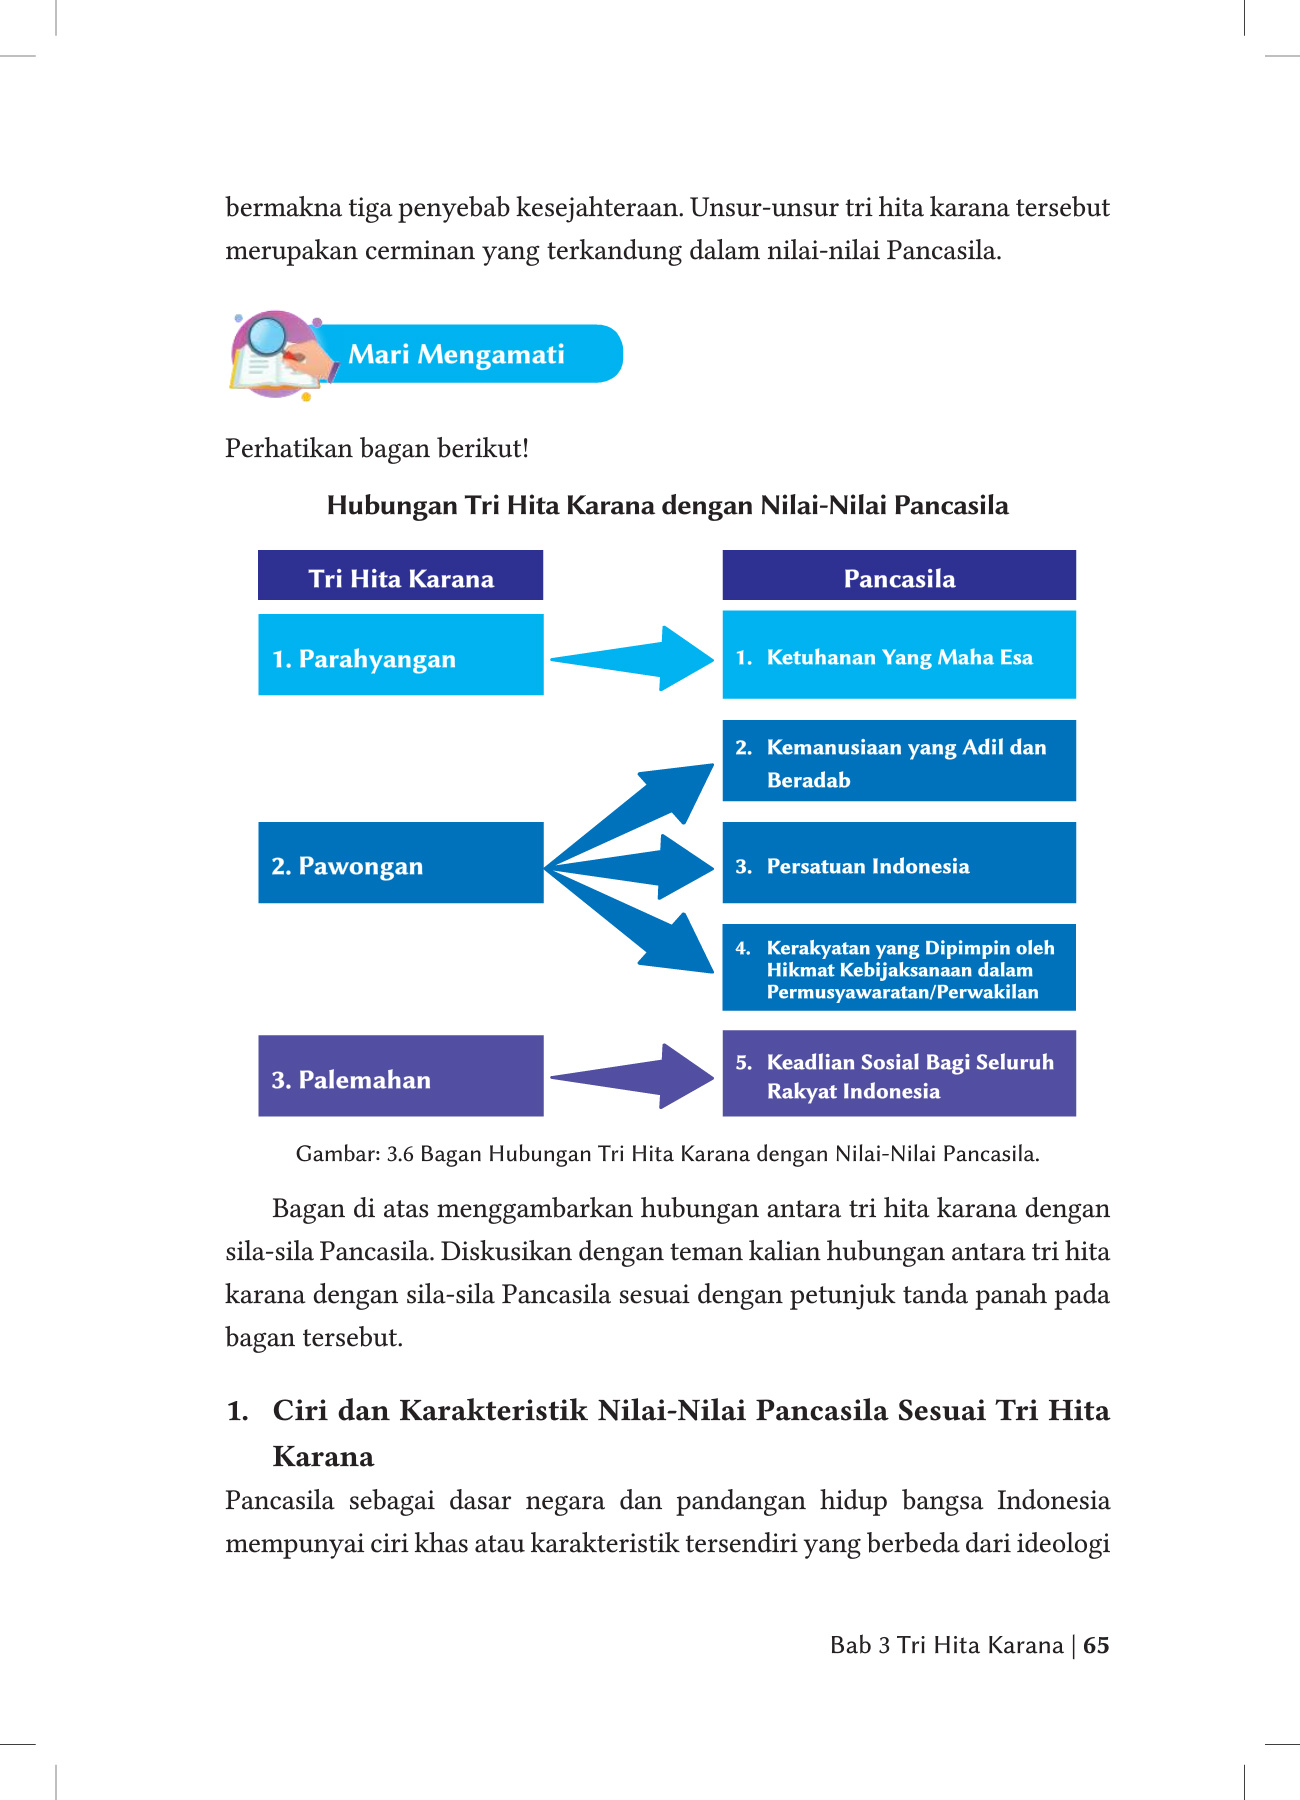 bermakna tiga penyebab kesejahteraan. Unsur-unsur tri hita karana tersebut
merupakan cerminan yang terkandung dalam nilai-nilai Pancasila.
Mari Mengamati
Perhatikan bagan berikut!
Hubungan Tri Hita Karana dengan Nilai-Nilai Pancasila
Tri Hita Karana
Pancasila
1. Parahyangan
1. Ketuhanan Yang Maha Esa
2. Kemanusiaan yang Adil dan
Beradab
2. Pawongan
3. Persatuan Indonesia
4. Kerakyatan yang Dipimpin oleh
Hikmat Kebijaksanaan dalam
Permusyawaratan/Perwakilan
3. Palemahan
5. Keadlian Sosial Bagi Seluruh
Rakyat Indonesia
Gambar: 3.6 Bagan Hubungan Tri Hita Karana dengan Nilai-Nilai Pancasila.
Bagan di atas menggambarkan hubungan antara tri hita karana dengan
sila-sila Pancasila. Diskusikan dengan teman kalian hubungan antara tri hita
karana dengan sila-sila Pancasila sesuai dengan petunjuk tanda panah pada
bagan tersebut.
1. Ciri dan Karakteristik Nilai-Nilai Pancasila Sesuai Tri Hita
Karana
Pancasila sebagai dasar negara dan pandangan hidup bangsa Indonesia
mempunyai ciri khas atau karakteristik tersendiri yang berbeda dari ideologi
Bab 3 Tri Hita Karana | 65